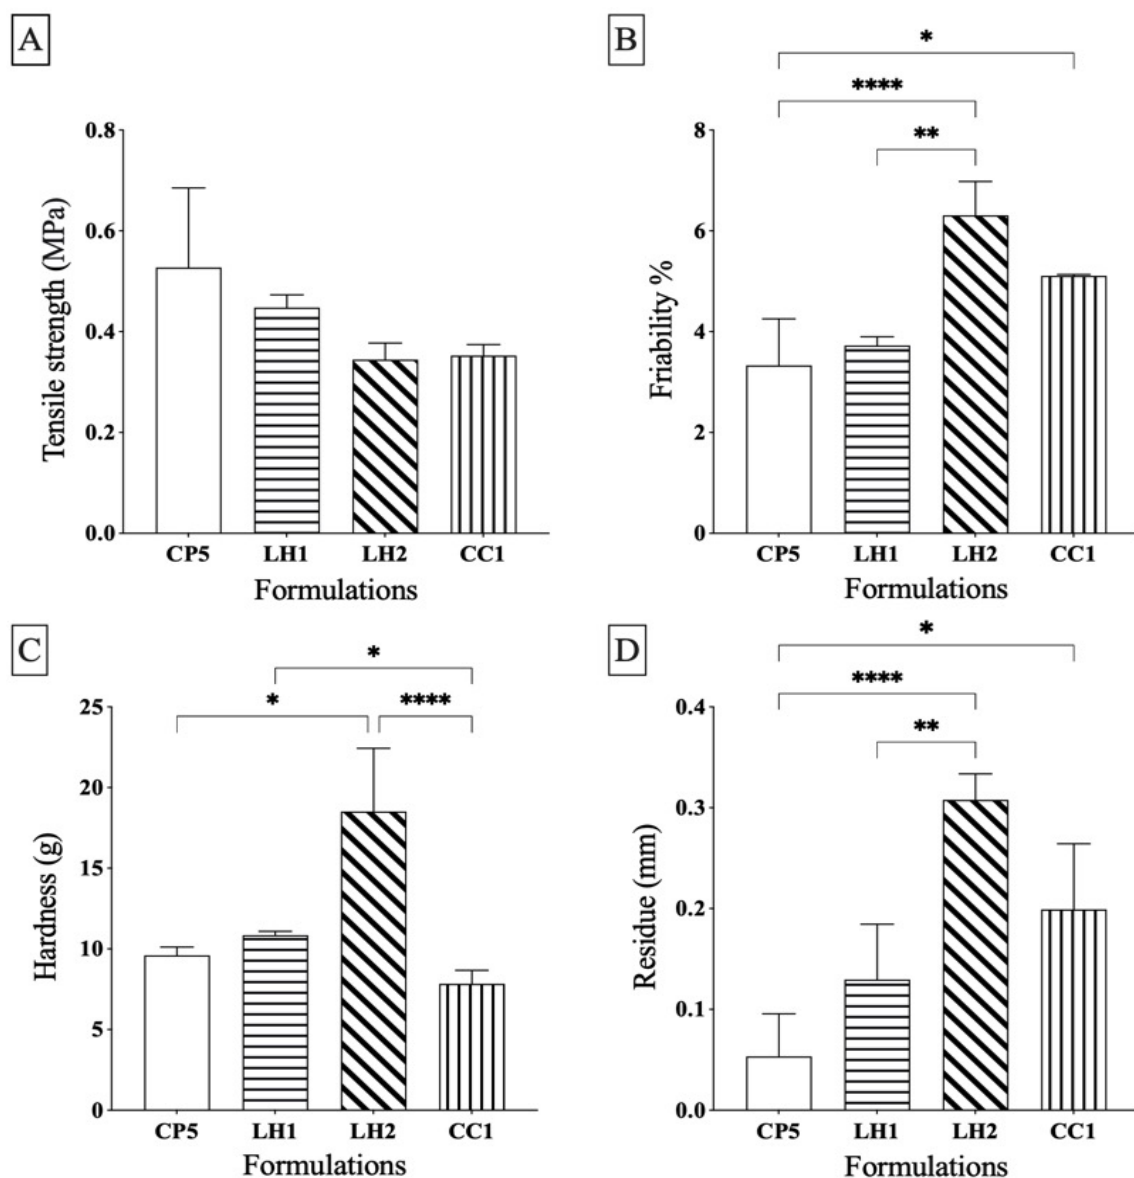 A
0.8
0.6
0.4
0.2
0.0
Tensile strength (MPa)
CP5 LH1 LH2 CC1
Formulations
B
*
****
**
8
6
4
2
0
Friability %
CP5 LH1 LH2 CC1
Formulations
C
*
* ****
25
20
15
10
5
0
Hardness (g)
CP5 LH1 LH2 CC1
Formulations
D
*
****
**
0.4
0.3
0.2
0.1
0.0
Residue (mm)
CP5 LH1 LH2 CC1
Formulations